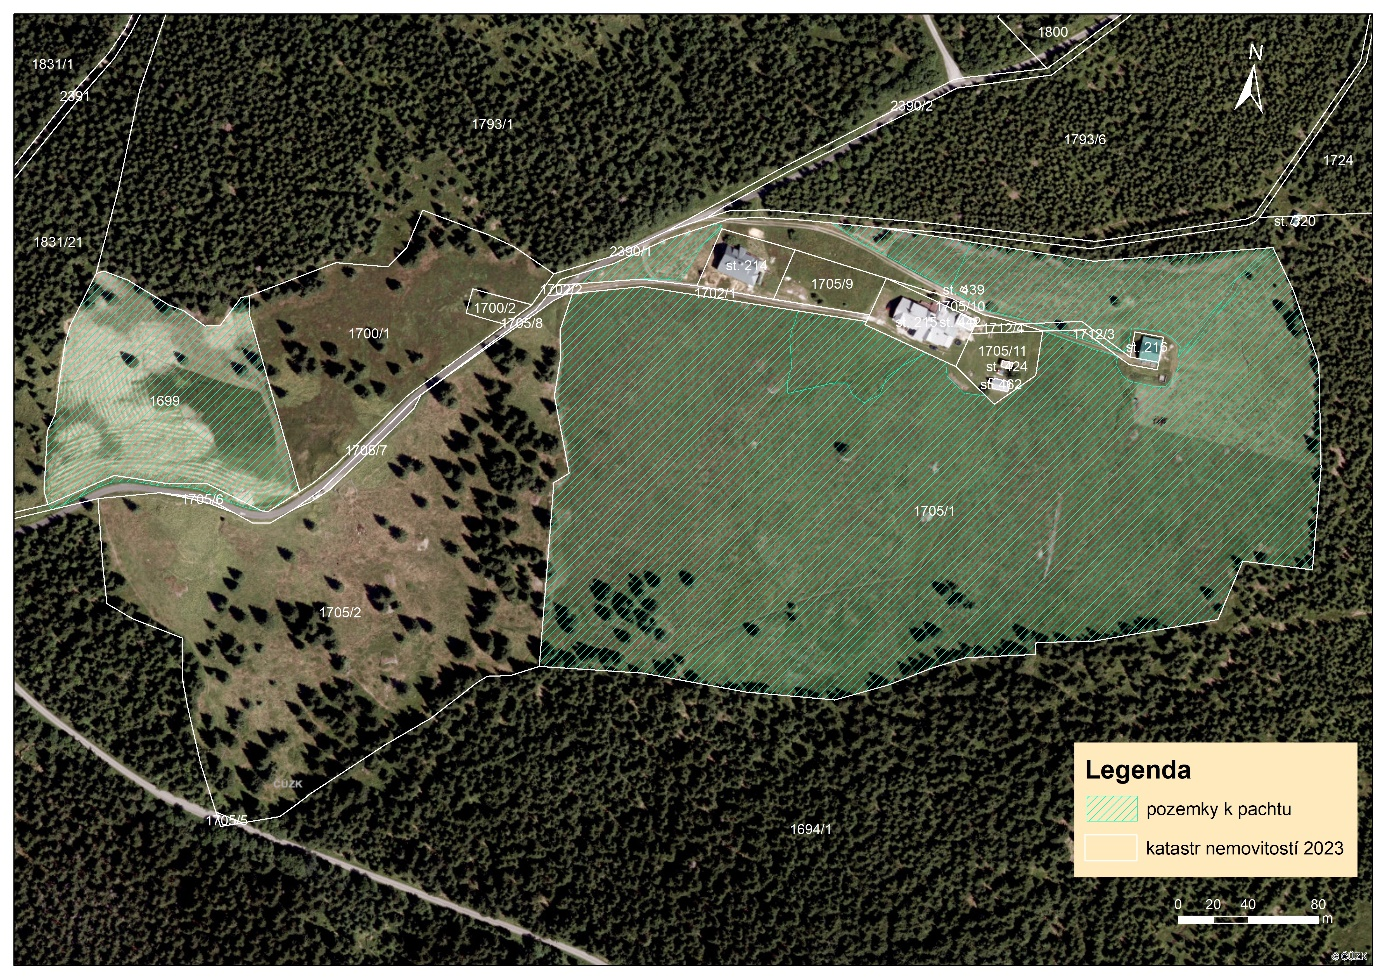 1800
1831/1
N
2391
2390/2
1793/1
1793/6
1724
st. 320
1831/21
2390/1
st. 214
1705/9
1702/2
1702/1
st. 439
1700/2
1705/10
1705/8
st. 215
1712/4
1700/1
1712/3
st. 216
1705/11
st. 424
st. 462
1699
1708/7
1705/6
1705/1
1705/2
ČÚZK
1705/5
1694/1
Legenda
pozemky k pachtu
katastr nemovitostí 2023
0 20 40 80
m
© ČÚZK